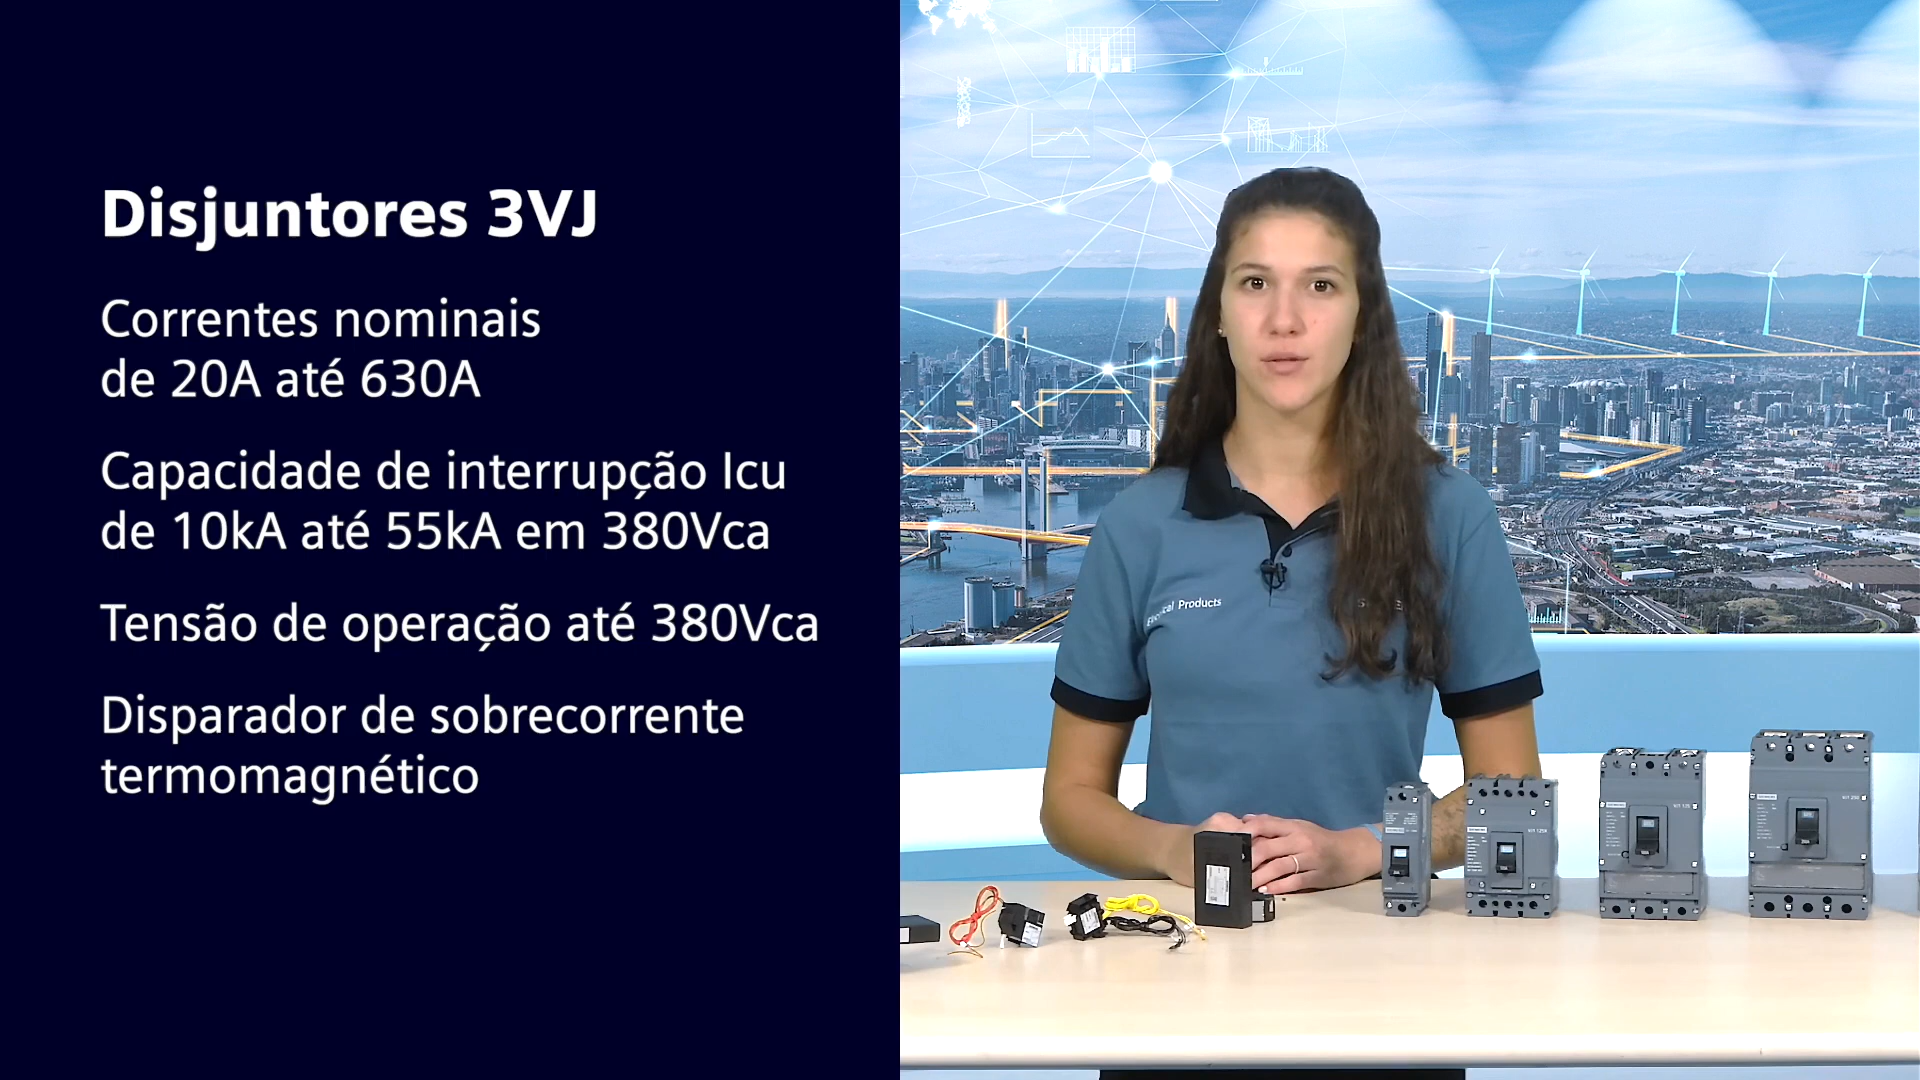 Disjuntores 3VJ
Correntes nominais
de 20A até 630A
Capacidade de interrupção Icu
de 10kA até 55kA em 380Vca
Tensão de operação até 380Vca
Disparador de sobrecorrente
termomagnético
Products